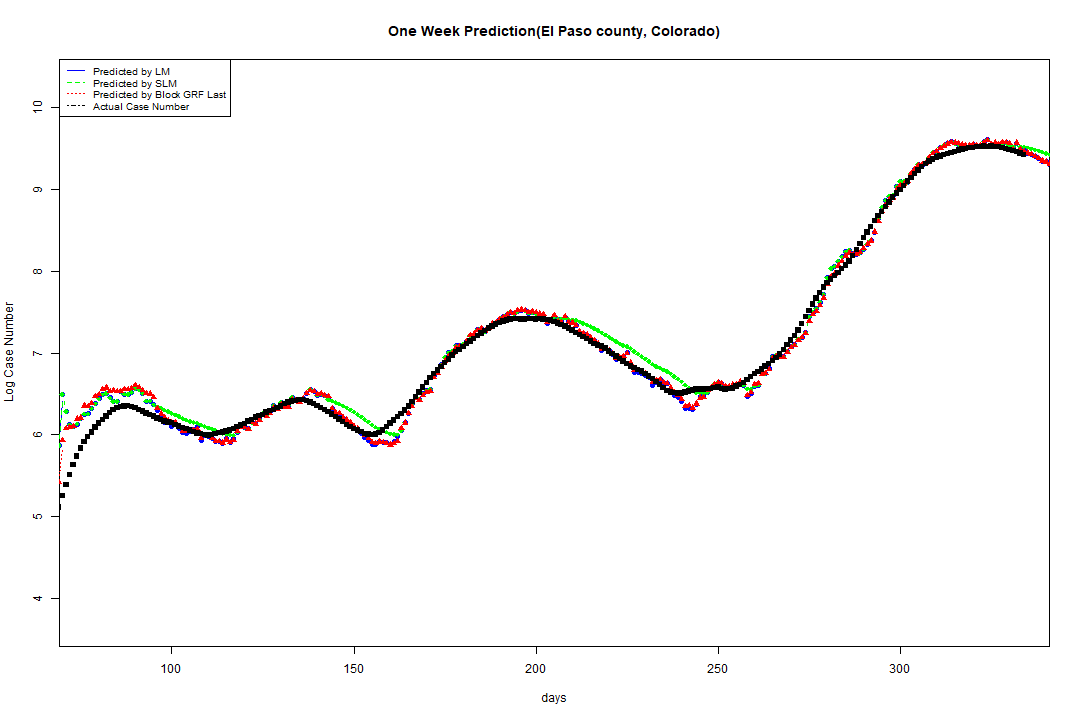 One Week Prediction(El Paso county, Colorado)
Predicted by LM
Predicted by SLM
Predicted by Block GRF Last
Actual Case Number
Log Case Number
10
9
8
7
6
5
4
100 150 200 250 300
days